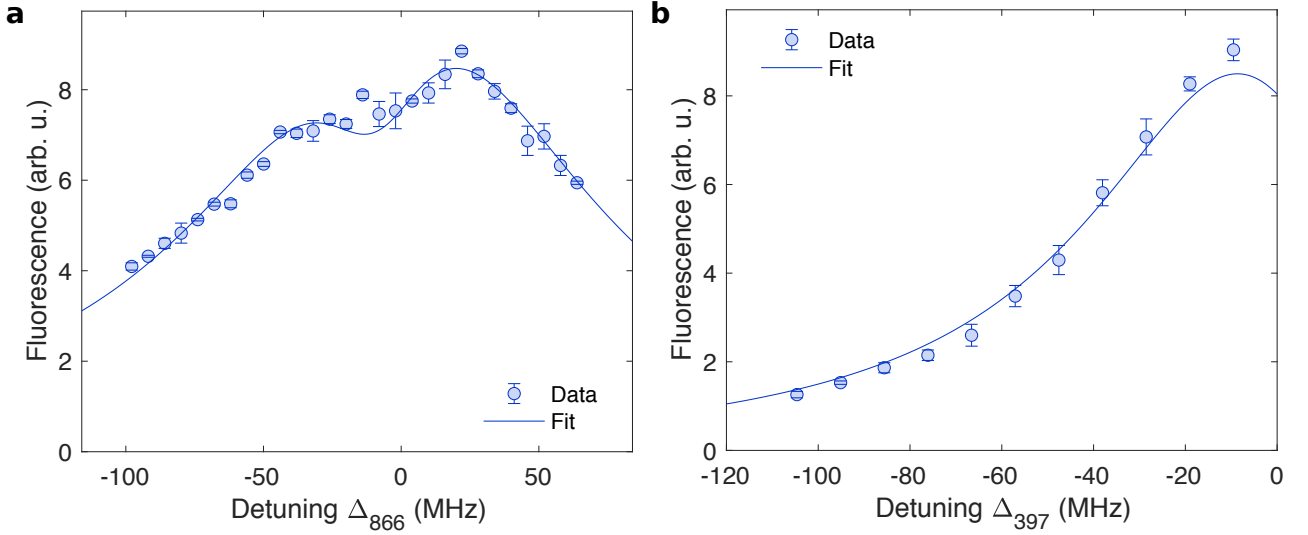 a
Fluorescence (arb. u.)
8
6
4
2
0
-100
-50
0
50
Detuning Δ866 (MHz)
Data
Fit
b
Fluorescence (arb. u.)
8
6
4
2
0
-120
-100
-80
-60
-40
-20
0
Detuning Δ397 (MHz)
Data
Fit